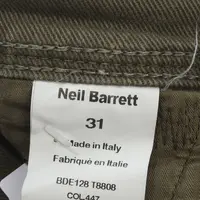 Neil Barrett
31
Made in Italy
Fabriqué en Italie
BDE128 T8808
COL.447